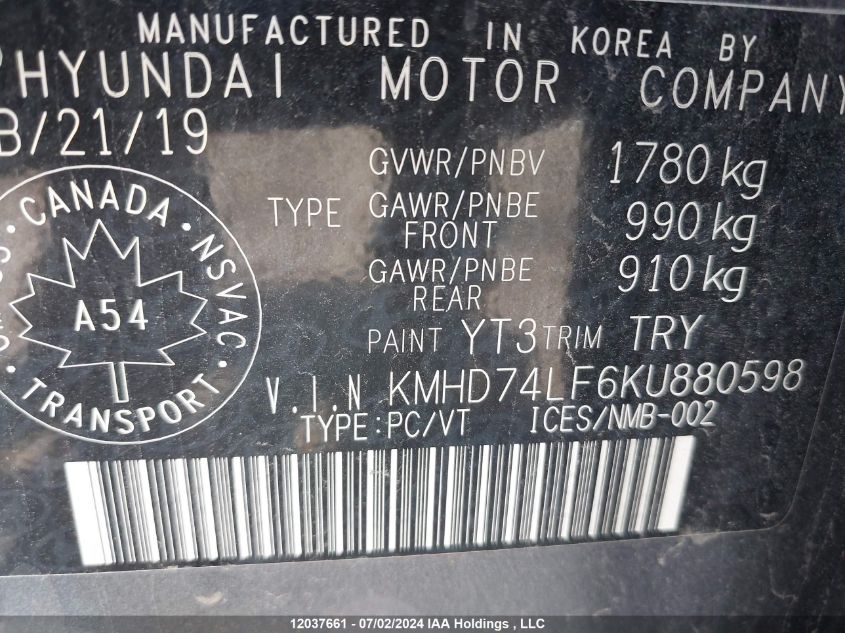 MANUFACTURED IN KOREA BY
HYUNDAI MOTOR COMPANY
/21/19
GVWR/PNBV 1780 kg
TYPE GAWR/PNBE FRONT 990 kg
GAWR/PNBE REAR 910 kg
PAINT YT3 TRIM TRY
V.I.N KMHD74LF6KU880598
TYPE:PC/VT ICES/NMB-002
CANADA • NSVAC • TRANSPORT
A54
12037661 - 07/02/2024 IAA Holdings , LLC